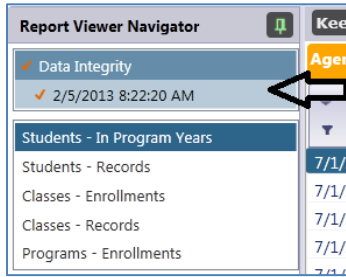 Report Viewer Navigator
Kee
Data Integrity
Agen
2/5/2013 8:22:20 AM
Students - In Program Years
Students - Records
7/1/
Classes - Enrollments
7/1/
Classes - Records
7/1/
Programs - Enrollments
7/1/
7/1/